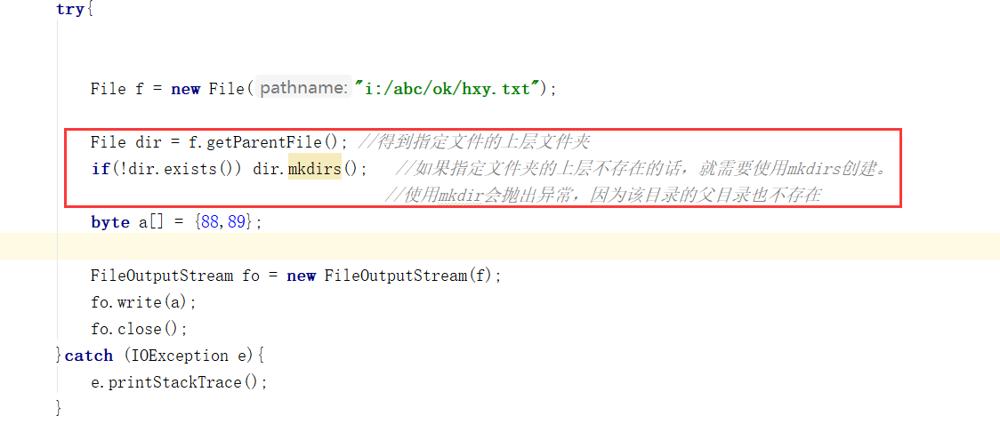 try{
File f = new File( pathname: "i:/abc/ok/hxy.txt");
File dir = f.getParentFile(); //得到指定文件的上层文件夹
if(!dir.exists()) dir.mkdirs(); //如果指定文件夹的上层不存在的话，就需要使用mkdirs创建。
//使用mkdir会抛出异常，因为该目录的父目录也不存在
byte a[] = {88,89};
FileOutputStream fo = new FileOutputStream(f);
fo.write(a);
fo.close();
}catch (IOException e){
e.printStackTrace();
}